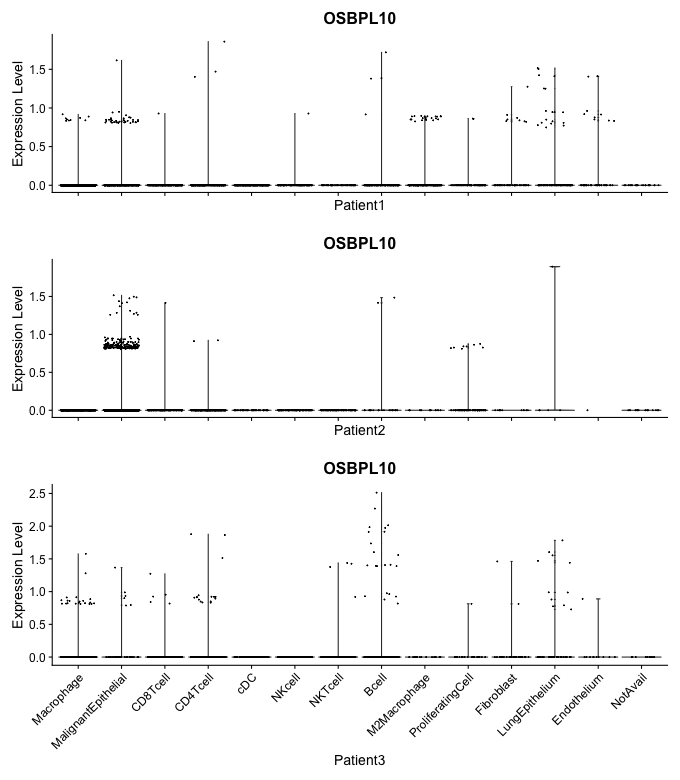 OSBPL10
Expression Level
1.5
1.0
0.5
0.0
Patient1
OSBPL10
Expression Level
1.5
1.0
0.5
0.0
Patient2
OSBPL10
Expression Level
2.5
2.0
1.5
1.0
0.5
0.0
Macrophage
MalignantEpithelial
CD8Tcell
CD4Tcell
cDC
NKcell
NKTcell
Bcell
M2Macrophage
ProliferatingCell
Fibroblast
LungEpithelium
Endothelium
NotAvail
Patient3